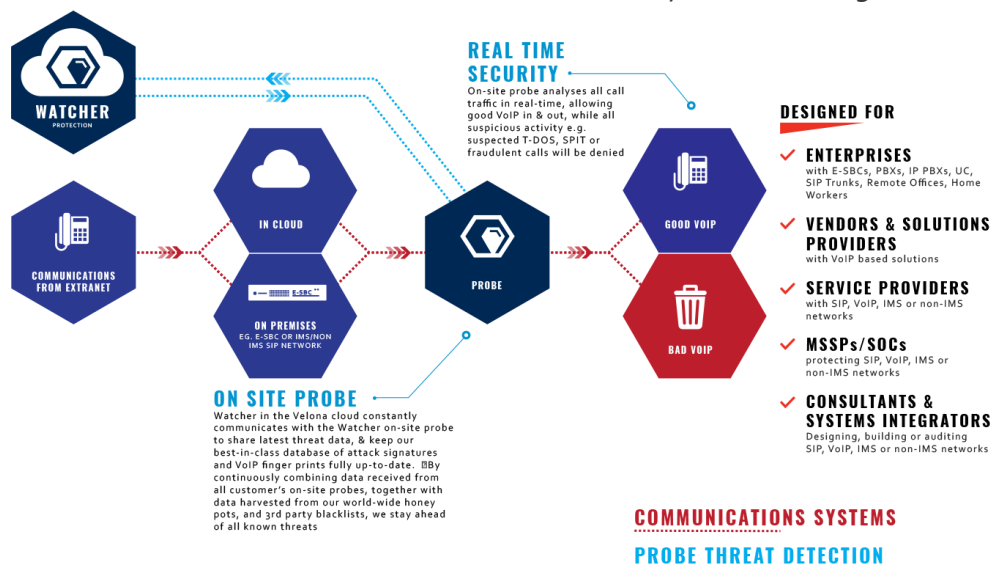 REAL TIME
SECURITY
On-site probe analyses all call
traffic in real-time, allowing
good VoIP in & out, while all
suspicious activity e.g.
suspected T-DOS, SPIT or
fraudulent calls will be denied
WATCHER
PROTECTION
COMMUNICATIONS
FROM EXTRANET
IN CLOUD
E-SBC
ON PREMISES
EG. E-SBC OR IMS/NON
IMS SIP NETWORK
PROBE
GOOD VOIP
BAD VOIP
ON SITE PROBE
Watcher in the Velona cloud constantly
communicates with the Watcher on-site probe
to share latest threat data, & keep our
best-in-class database of attack signatures
and VoIP finger prints fully up-to-date. By
continuously combining data received from
all customer's on-site probes, together with
data harvested from our world-wide honey
pots, and 3rd party blacklists, we stay ahead
of all known threats
DESIGNED FOR
ENTERPRISES
with E-SBCs, PBXs, IP PBXs, UC,
SIP Trunks, Remote Offices, Home
Workers
VENDORS & SOLUTIONS
PROVIDERS
with VoIP based solutions
SERVICE PROVIDERS
with SIP, VoIP, IMS or non-IMS
networks
MSSPs/SOCs
protecting SIP, VoIP, IMS or
non-IMS networks
CONSULTANTS &
SYSTEMS INTEGRATORS
Designing, building or auditing
SIP, VoIP, IMS or non-IMS networks
COMMUNICATIONS SYSTEMS
PROBE THREAT DETECTION